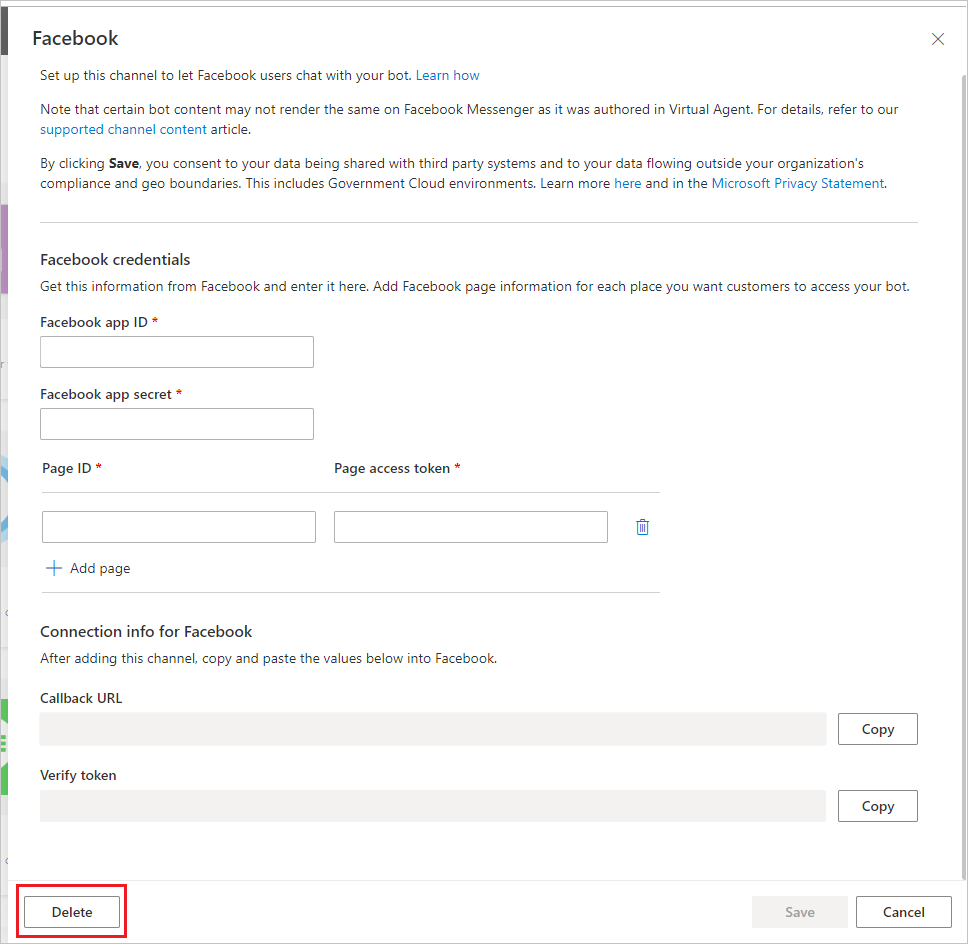 Facebook
Set up this channel to let Facebook users chat with your bot. Learn how
Note that certain bot content may not render the same on Facebook Messenger as it was authored in Virtual Agent. For details, refer to our
supported channel content article.
By clicking Save, you consent to your data being shared with third party systems and to your data flowing outside your organization's
compliance and geo boundaries. This includes Government Cloud environments. Learn more here and in the Microsoft Privacy Statement.
Facebook credentials
Get this information from Facebook and enter it here. Add Facebook page information for each place you want customers to access your bot.
Facebook app ID *
Facebook app secret *
Page ID * Page access token *
Add page
Connection info for Facebook
After adding this channel, copy and paste the values below into Facebook.
Callback URL
Copy
Verify token
Copy
Delete Save Cancel